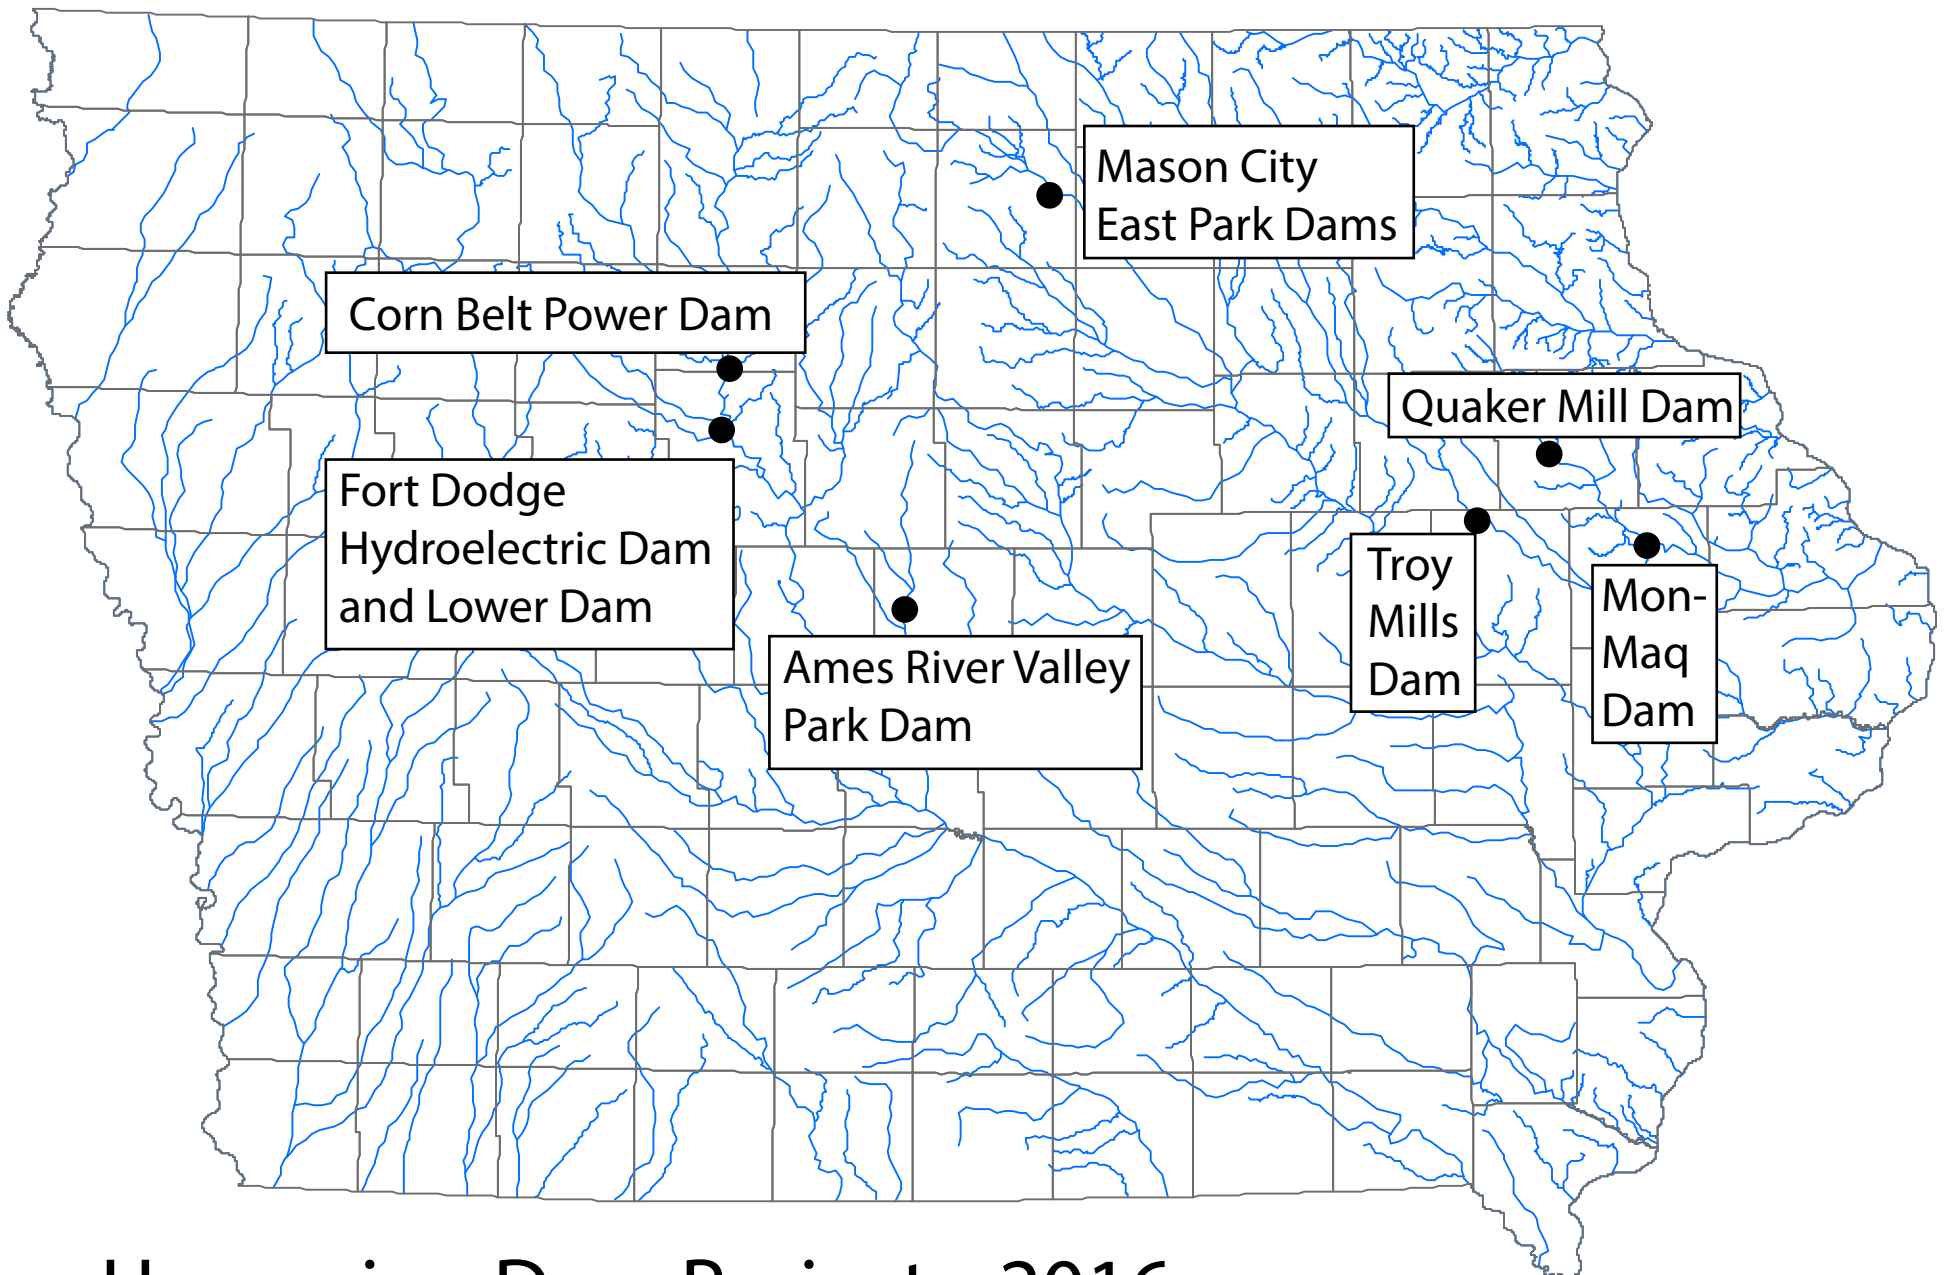 Mason City
East Park Dams
Corn Belt Power Dam
Quaker Mill Dam
Fort Dodge
Hydroelectric Dam
and Lower Dam
Troy
Mills
Dam
Mon-
Maq
Dam
Ames River Valley
Park Dam
2016